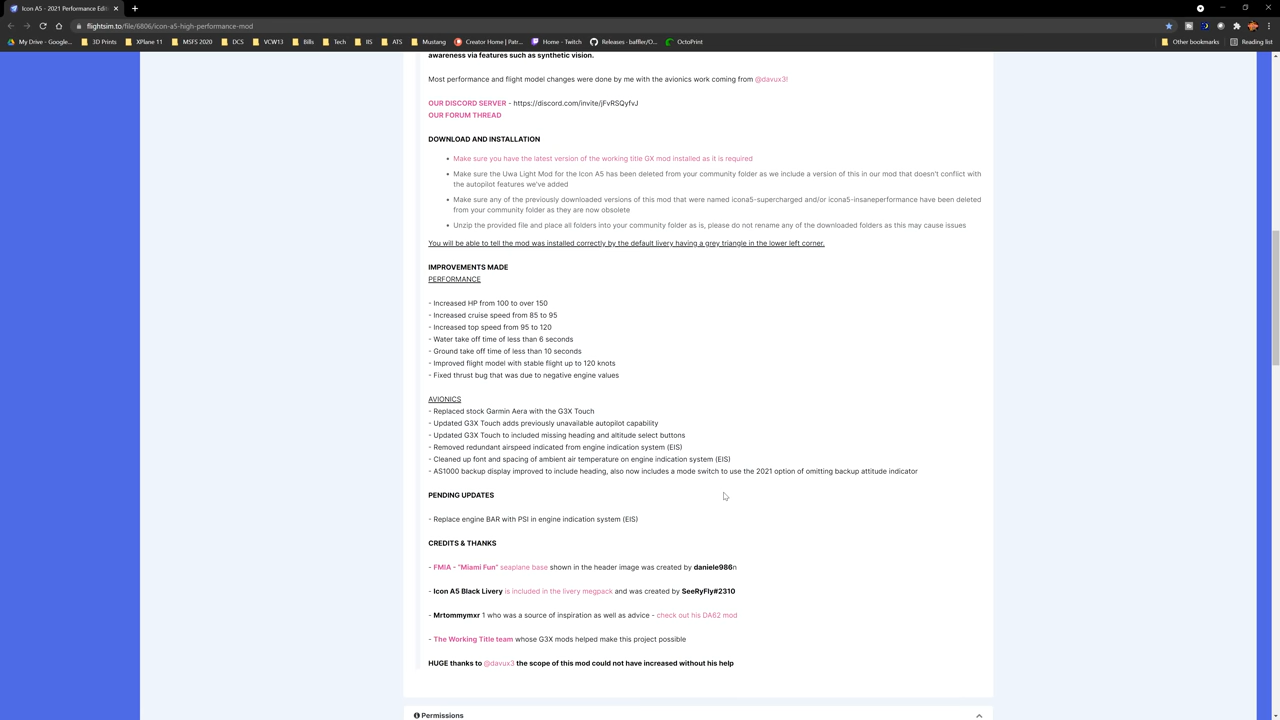 Icon A5 - 2021 Performance Edi
flightsim.to/file/6806/icon-a5-high-performance-mod
My Drive - Google... 3D Prints XPlane 11 MSFS 2020 DCS VCW13 Bills Tech IIS ATS Mustang Creator Home | Patr... Home - Twitch Releases · baffler/O... OctoPrint Other bookmarks Reading list
awareness via features such as synthetic vision.
Most performance and flight model changes were done by me with the avionics work coming from @davux3!
OUR DISCORD SERVER - https://discord.com/invite/jFvRSQyfvJ
OUR FORUM THREAD
DOWNLOAD AND INSTALLATION
• Make sure you have the latest version of the working title GX mod installed as it is required
• Make sure the Uwa Light Mod for the Icon A5 has been deleted from your community folder as we include a version of this in our mod that doesn't conflict with
the autopilot features we've added
• Make sure any of the previously downloaded versions of this mod that were named icona5-supercharged and/or icona5-insaneperformance have been deleted
from your community folder as they are now obsolete
• Unzip the provided file and place all folders into your community folder as is, please do not rename any of the downloaded folders as this may cause issues
You will be able to tell the mod was installed correctly by the default livery having a grey triangle in the lower left corner.
IMPROVEMENTS MADE
PERFORMANCE
- Increased HP from 100 to over 150
- Increased cruise speed from 85 to 95
- Increased top speed from 95 to 120
- Water take off time of less than 6 seconds
- Ground take off time of less than 10 seconds
- Improved flight model with stable flight up to 120 knots
- Fixed thrust bug that was due to negative engine values
AVIONICS
- Replaced stock Garmin Aera with the G3X Touch
- Updated G3X Touch adds previously unavailable autopilot capability
- Updated G3X Touch to included missing heading and altitude select buttons
- Removed redundant airspeed indicated from engine indication system (EIS)
- Cleaned up font and spacing of ambient air temperature on engine indication system (EIS)
- AS1000 backup display improved to include heading, also now includes a mode switch to use the 2021 option of omitting backup attitude indicator
PENDING UPDATES
- Replace engine BAR with PSI in engine indication system (EIS)
CREDITS & THANKS
- FMIA - "Miami Fun" seaplane base shown in the header image was created by daniele986n
- Icon A5 Black Livery is included in the livery megpack and was created by SeeRyFly#2310
- Mrtommymxr 1 who was a source of inspiration as well as advice - check out his DA62 mod
- The Working Title team whose G3X mods helped make this project possible
HUGE thanks to @davux3 the scope of this mod could not have increased without his help
Permissions